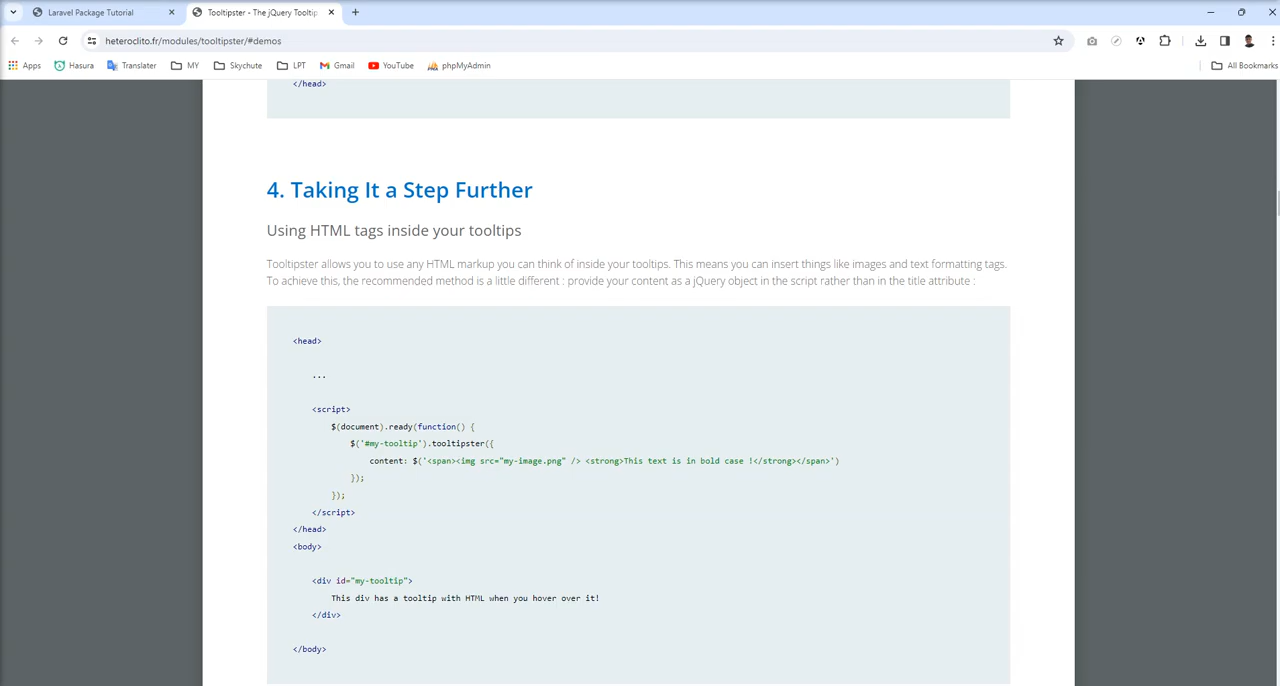 Laravel Package Tutorial
Tooltipster - The jQuery Tooltip
heteroclito.fr/modules/tooltipster/#demos
Apps
Hasura
Translater
MY
Skychute
LPT
Gmail
YouTube
phpMyAdmin
All Bookmarks
</head>
4. Taking It a Step Further
Using HTML tags inside your tooltips
Tooltipster allows you to use any HTML markup you can think of inside your tooltips. This means you can insert things like images and text formatting tags.
To achieve this, the recommended method is a little different : provide your content as a jQuery object in the script rather than in the title attribute :
<head>
...
<script>
$(document).ready(function() {
$('#my-tooltip').tooltipster({
content: $('<span><img src="my-image.png" /> <strong>This text is in bold case !</strong></span>')
});
});
</script>
</head>
<body>
<div id="my-tooltip">
This div has a tooltip with HTML when you hover over it!
</div>
</body>